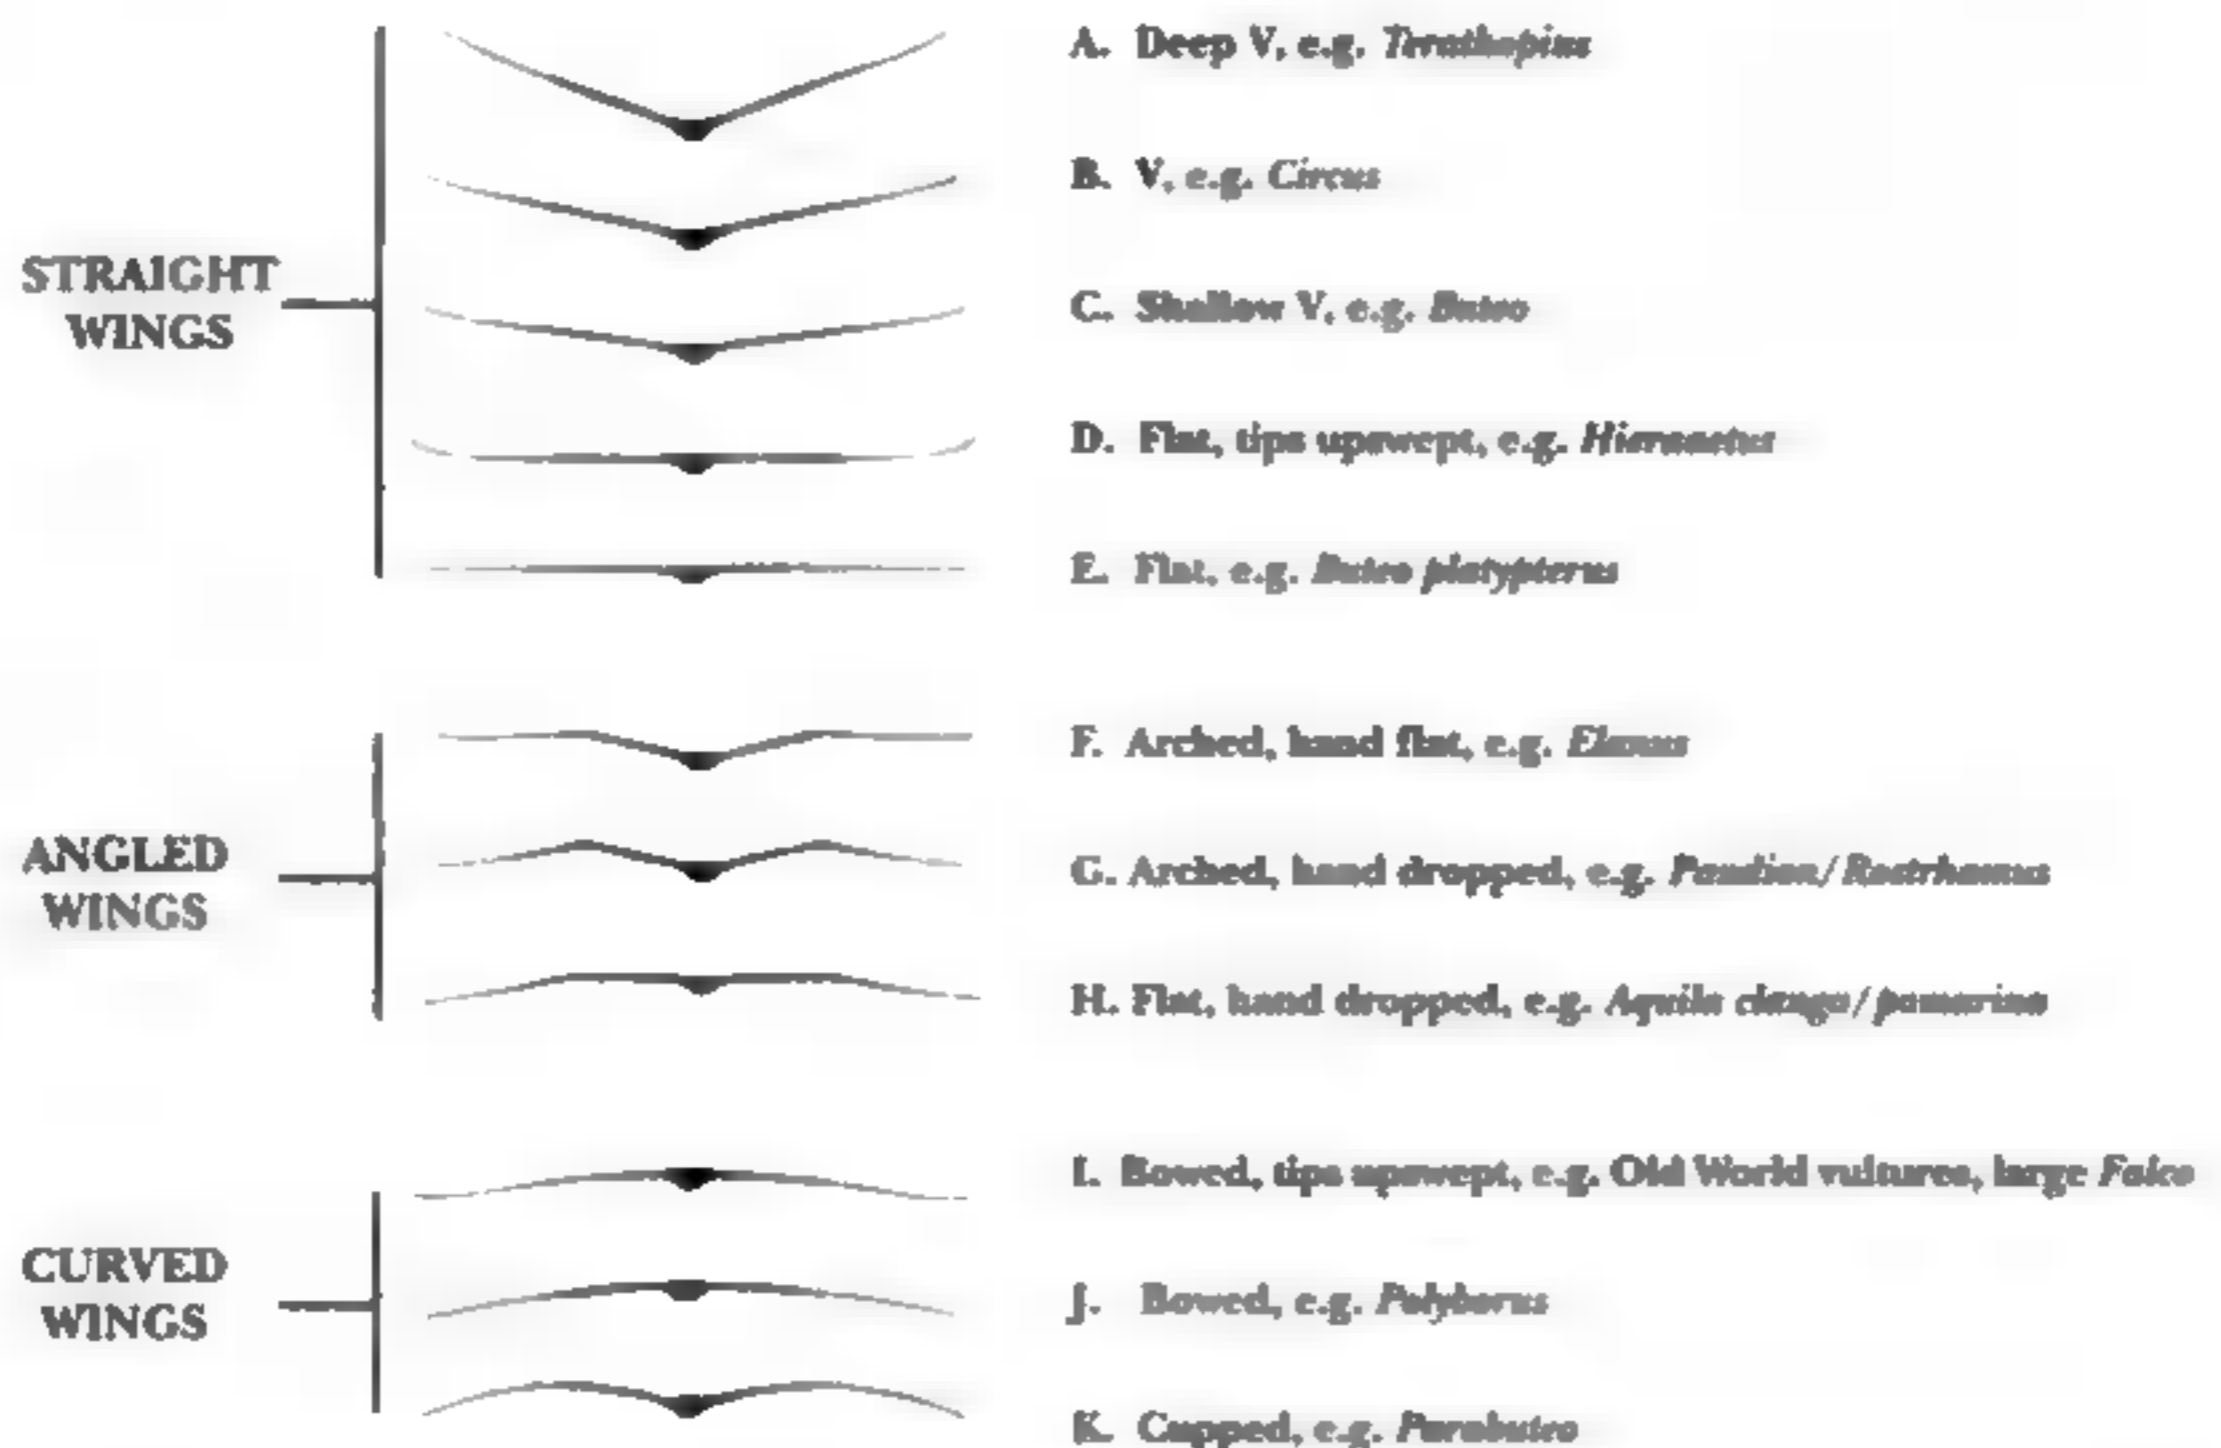 A. Deep V, e.g. Terathopius
B. V, e.g. Circus
C. Shallow V, e.g. Buteo
STRAIGHT
WINGS
D. Flat, tips upswept, e.g. Hieraaetus
E. Flat, e.g. Buteo platypterus
F. Arched, hand flat, e.g. Elanus
G. Arched, hand dropped, e.g. Pandion/Rostrhamus
ANGLED
WINGS
H. Flat, hand dropped, e.g. Aquila clanga/pomarina
I. Bowed, tips upswept, e.g. Old World vultures, large Falco
CURVED
WINGS
J. Bowed, e.g. Polyborus
K. Cupped, e.g. Parabuteo